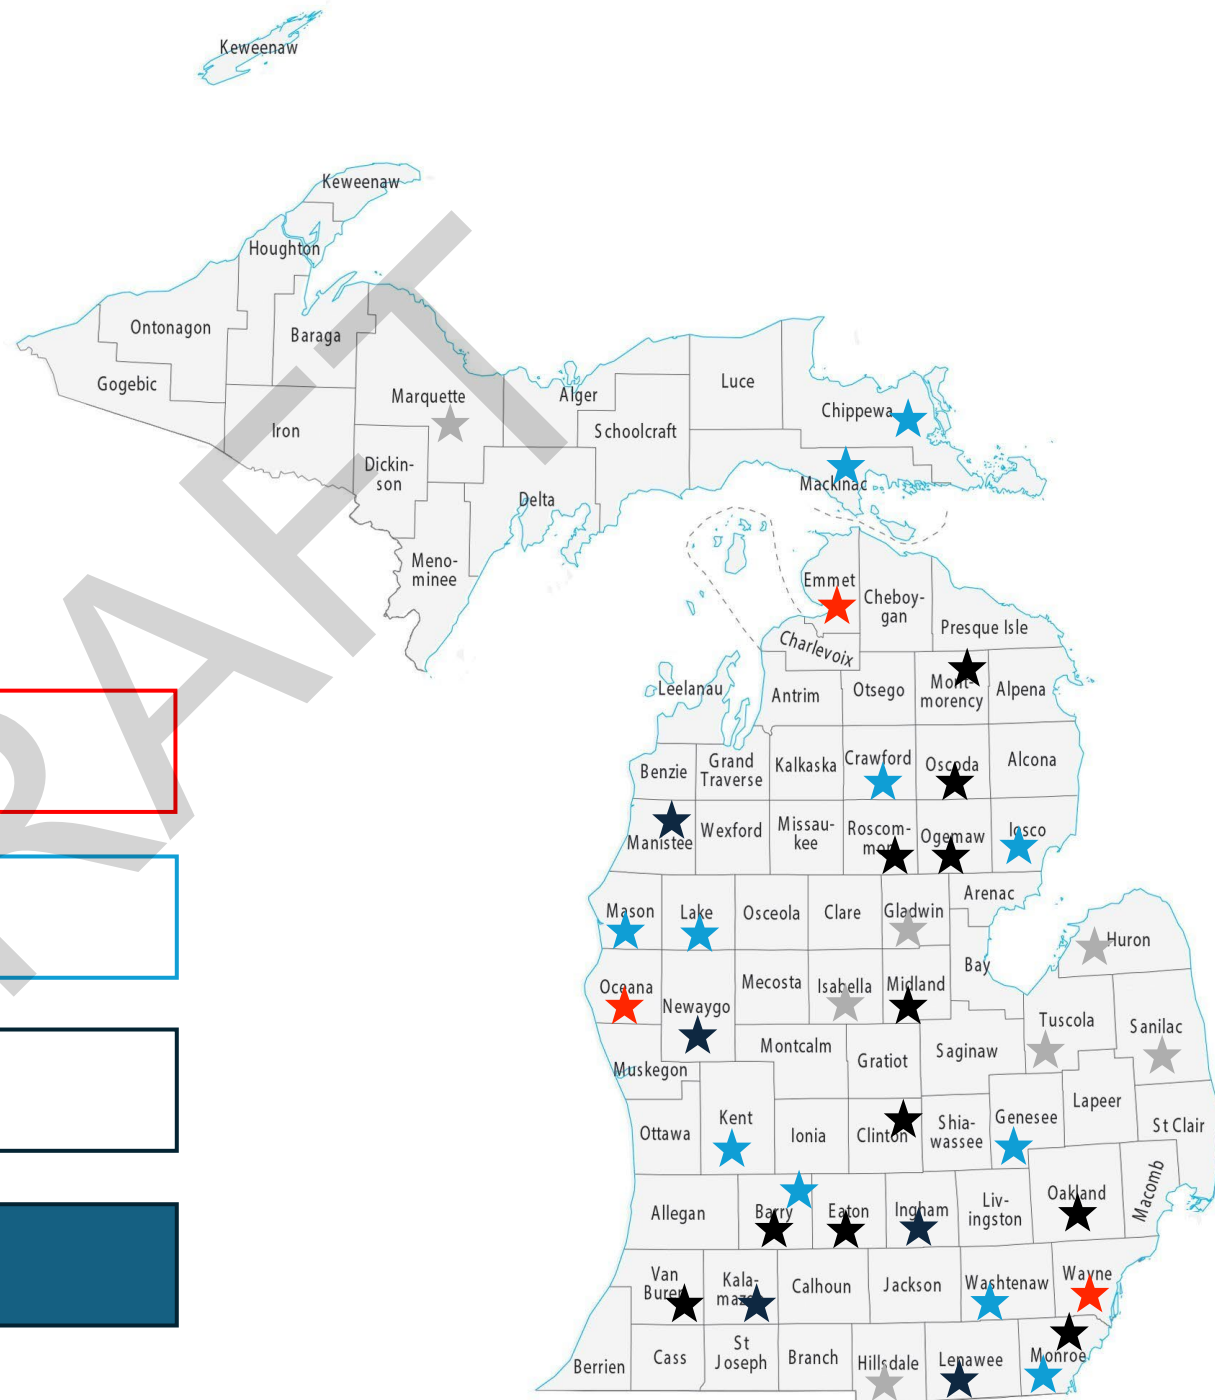 Keweenaw
Keweenaw
Houghton
Ontonagon
Baraga
Gogebic
Marquette
Alger
Luce
Chippewa
Iron
Schoolcraft
Dickin-
son
Mackinac
Delta
Meno-
minee
Emmet
Cheboy-
gan
Presque Isle
Charlevoix
Leelanau
Antrim
Otsego
Mont-
morency
Alpena
Benzie
Grand
Traverse
Kalkaska
Crawford
Oscoda
Alcona
Manistee
Wexford
Missau-
kee
Roscom-
mon
Ogemaw
Iosco
Arenac
Mason
Lake
Osceola
Clare
Gladwin
Huron
Bay
Oceana
Newaygo
Mecosta
Isabella
Midland
Tuscola
Sanilac
Muskegon
Montcalm
Gratiot
Saginaw
Lapeer
Ottawa
Kent
Ionia
Clinton
Shia-
wassee
Genesee
St Clair
Allegan
Barry
Eaton
Ingham
Liv-
ingston
Oakland
Macomb
Van
Buren
Kala-
mazoo
Calhoun
Jackson
Washtenaw
Wayne
Berrien
Cass
St
Joseph
Branch
Hillsdale
Lenawee
Monroe
RAFT